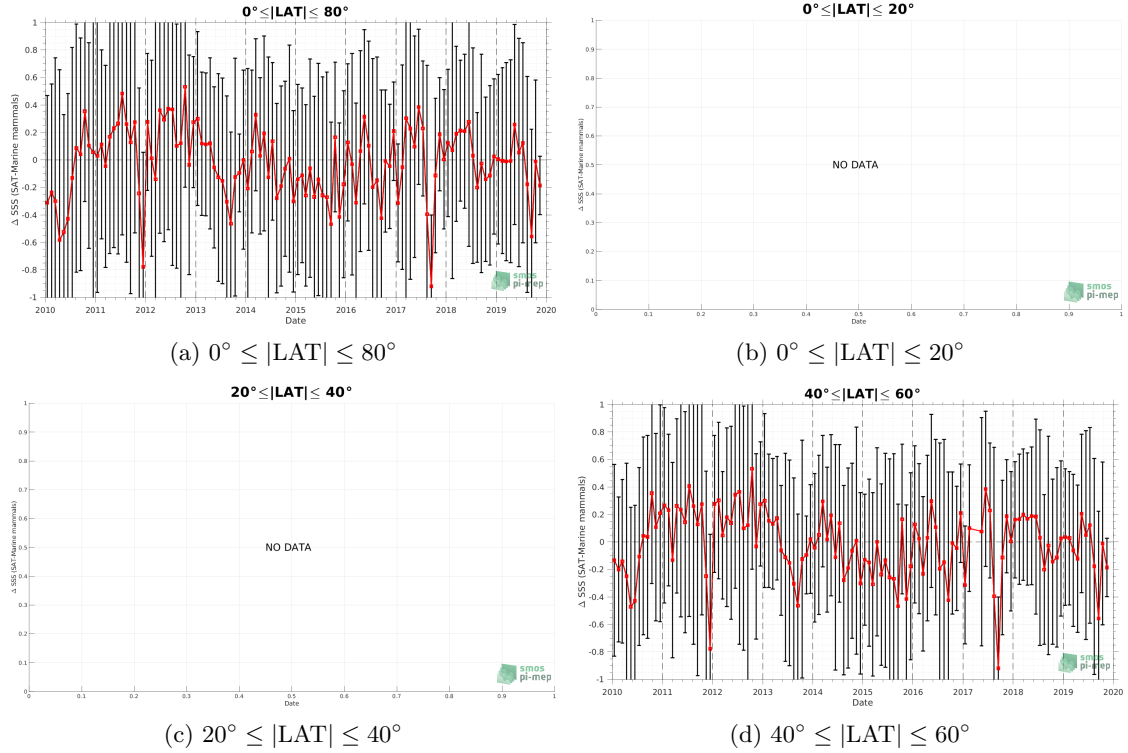 0°≤|LAT|≤ 80°
Δ SSS (SAT-Marine mammals)
1
0.8
0.6
0.4
0.2
0
-0.2
-0.4
-0.6
-0.8
-1
2010 2011 2012 2013 2014 2015 2016 2017 2018 2019 2020
Date
smos
pi-mep
(a) 0° ≤ |LAT| ≤ 80°
0°≤|LAT|≤ 20°
Δ SSS (SAT-Marine mammals)
1
0.9
0.8
0.7
0.6
0.5
0.4
0.3
0.2
0.1
0
NO DATA
0 0.1 0.2 0.3 0.4 0.5 0.6 0.7 0.8 0.9 1
Date
smos
pi-mep
(b) 0° ≤ |LAT| ≤ 20°
20°≤|LAT|≤ 40°
Δ SSS (SAT-Marine mammals)
1
0.9
0.8
0.7
0.6
0.5
0.4
0.3
0.2
0.1
0
NO DATA
0 0.1 0.2 0.3 0.4 0.5 0.6 0.7 0.8 0.9 1
Date
smos
pi-mep
(c) 20° ≤ |LAT| ≤ 40°
40°≤|LAT|≤ 60°
Δ SSS (SAT-Marine mammals)
1
0.8
0.6
0.4
0.2
0
-0.2
-0.4
-0.6
-0.8
-1
2010 2011 2012 2013 2014 2015 2016 2017 2018 2019 2020
Date
smos
pi-mep
(d) 40° ≤ |LAT| ≤ 60°